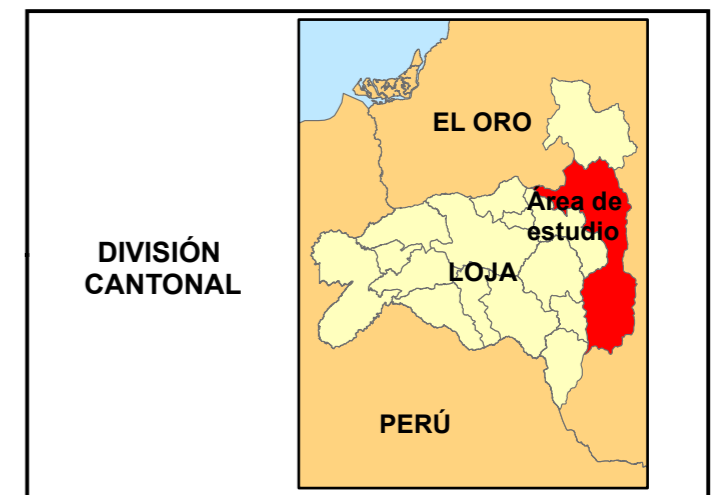 DIVISIÓN
CANTONAL
EL ORO
Área de
estudio
LOJA
PERÚ